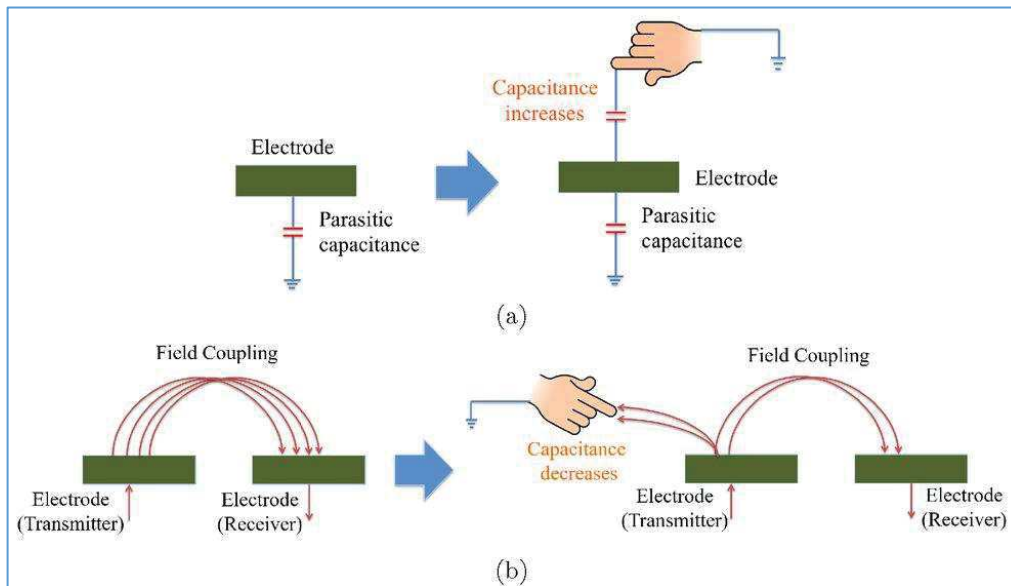 Capacitance
increases
Electrode
Electrode
Parasitic
capacitance
Parasitic
capacitance
(a)
Field Coupling
Field Coupling
Capacitance
decreases
Electrode
(Transmitter)
Electrode
(Receiver)
Electrode
(Transmitter)
Electrode
(Receiver)
(b)